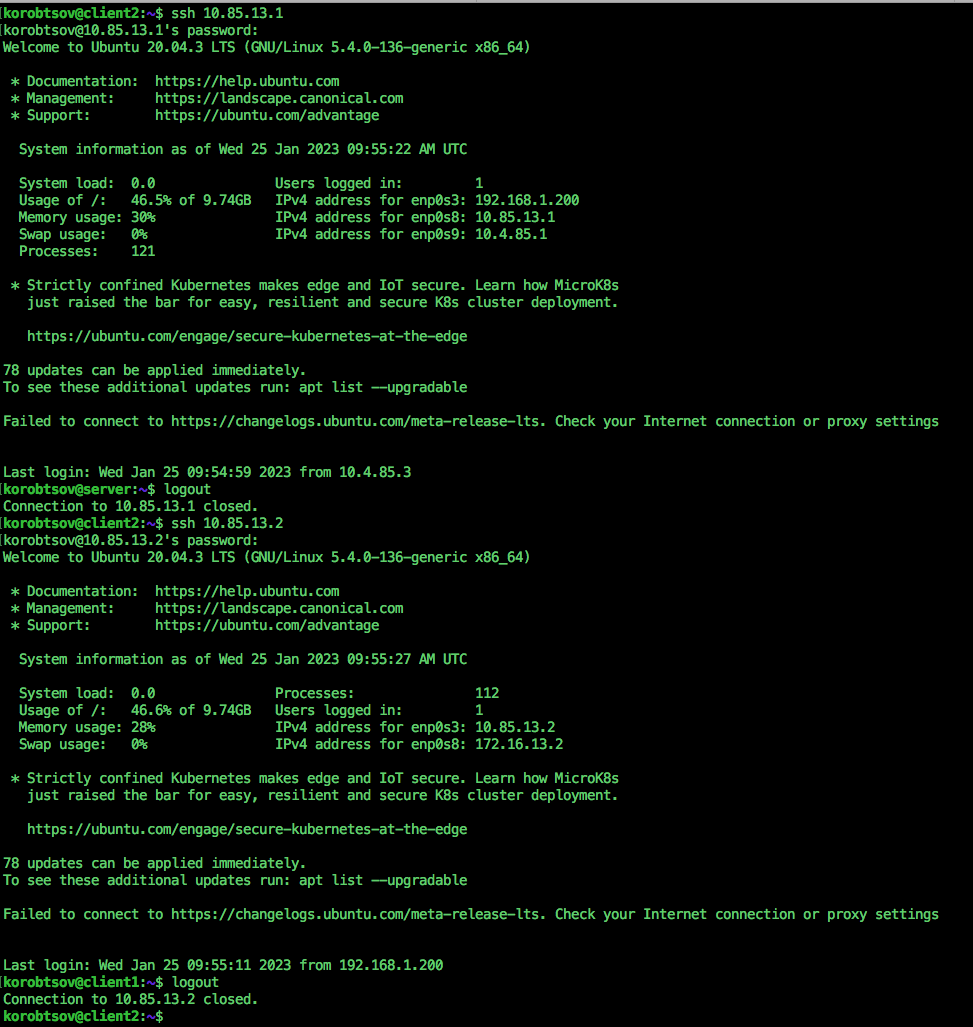 [korobtsov@client2:~$ ssh 10.85.13.1
[korobtsov@10.85.13.1's password:
Welcome to Ubuntu 20.04.3 LTS (GNU/Linux 5.4.0-136-generic x86_64)
* Documentation:  https://help.ubuntu.com
* Management:     https://landscape.canonical.com
* Support:        https://ubuntu.com/advantage
System information as of Wed 25 Jan 2023 09:55:22 AM UTC
System load:  0.0               Users logged in:         1
Usage of /:   46.5% of 9.74GB   IPv4 address for enp0s3: 192.168.1.200
Memory usage: 30%               IPv4 address for enp0s8: 10.85.13.1
Swap usage:   0%                IPv4 address for enp0s9: 10.4.85.1
Processes:    121
* Strictly confined Kubernetes makes edge and IoT secure. Learn how MicroK8s
just raised the bar for easy, resilient and secure K8s cluster deployment.
https://ubuntu.com/engage/secure-kubernetes-at-the-edge
78 updates can be applied immediately.
To see these additional updates run: apt list --upgradable
Failed to connect to https://changelogs.ubuntu.com/meta-release-lts. Check your Internet connection or proxy settings
Last login: Wed Jan 25 09:54:59 2023 from 10.4.85.3
[korobtsov@server:~$ logout
Connection to 10.85.13.1 closed.
[korobtsov@client2:~$ ssh 10.85.13.2
[korobtsov@10.85.13.2's password:
Welcome to Ubuntu 20.04.3 LTS (GNU/Linux 5.4.0-136-generic x86_64)
* Documentation:  https://help.ubuntu.com
* Management:     https://landscape.canonical.com
* Support:        https://ubuntu.com/advantage
System information as of Wed 25 Jan 2023 09:55:27 AM UTC
System load:  0.0               Processes:               112
Usage of /:   46.6% of 9.74GB   Users logged in:         1
Memory usage: 28%               IPv4 address for enp0s3: 10.85.13.2
Swap usage:   0%                IPv4 address for enp0s8: 172.16.13.2
* Strictly confined Kubernetes makes edge and IoT secure. Learn how MicroK8s
just raised the bar for easy, resilient and secure K8s cluster deployment.
https://ubuntu.com/engage/secure-kubernetes-at-the-edge
78 updates can be applied immediately.
To see these additional updates run: apt list --upgradable
Failed to connect to https://changelogs.ubuntu.com/meta-release-lts. Check your Internet connection or proxy settings
Last login: Wed Jan 25 09:55:11 2023 from 192.168.1.200
[korobtsov@client1:~$ logout
Connection to 10.85.13.2 closed.
korobtsov@client2:~$